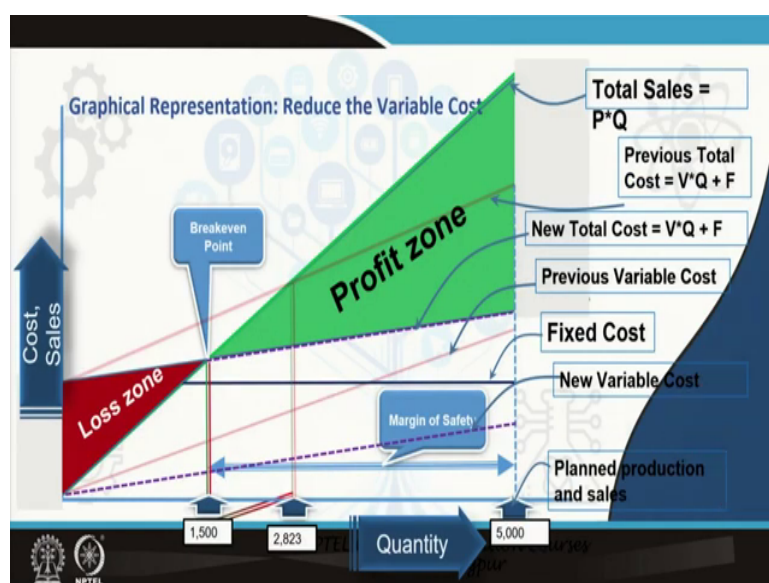 Graphical Representation: Reduce the Variable Cost
Total Sales =
P*Q
Previous Total
Cost = V*Q + F
Breakeven
Point
New Total Cost = V*Q + F
Profit zone
Previous Variable Cost
Cost,
Sales
Fixed Cost
Loss zone
New Variable Cost
Margin of Safety
Planned production
and sales
1,500
2,823
5,000
Quantity
NPTEL